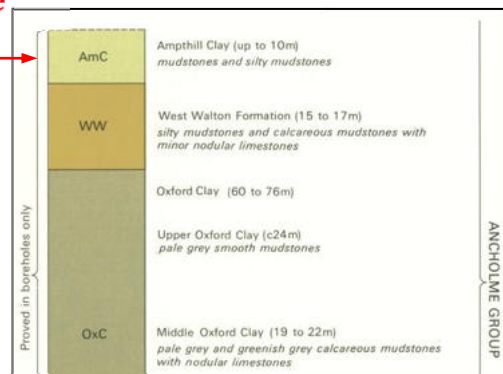 e
AmC
Ampthill Clay (up to 10m)
mudstones and silty mudstones
WW
West Walton Formation (15 to 17m)
silty mudstones and calcareous mudstones with
minor nodular limestones
Oxford Clay (60 to 76m)
Upper Oxford Clay (c24m)
pale grey smooth mudstones
OxC
Middle Oxford Clay (19 to 22m)
pale grey and greenish grey calcareous mudstones
with nodular limestones
Proved in boreholes only
ANCHOLME GROUP